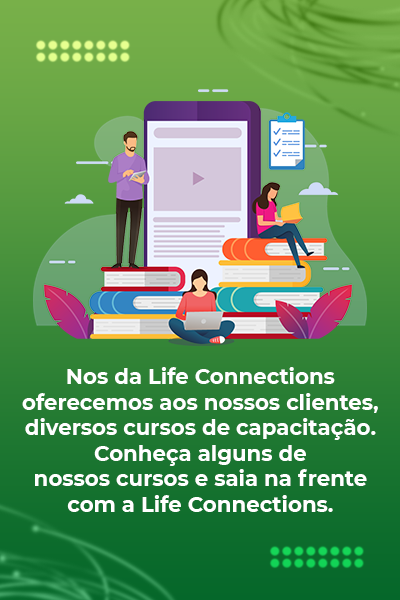 Nos da Life Connections
oferecemos aos nossos clientes,
diversos cursos de capacitação.
Conheça alguns de
nossos cursos e saia na frente
com a Life Connections.